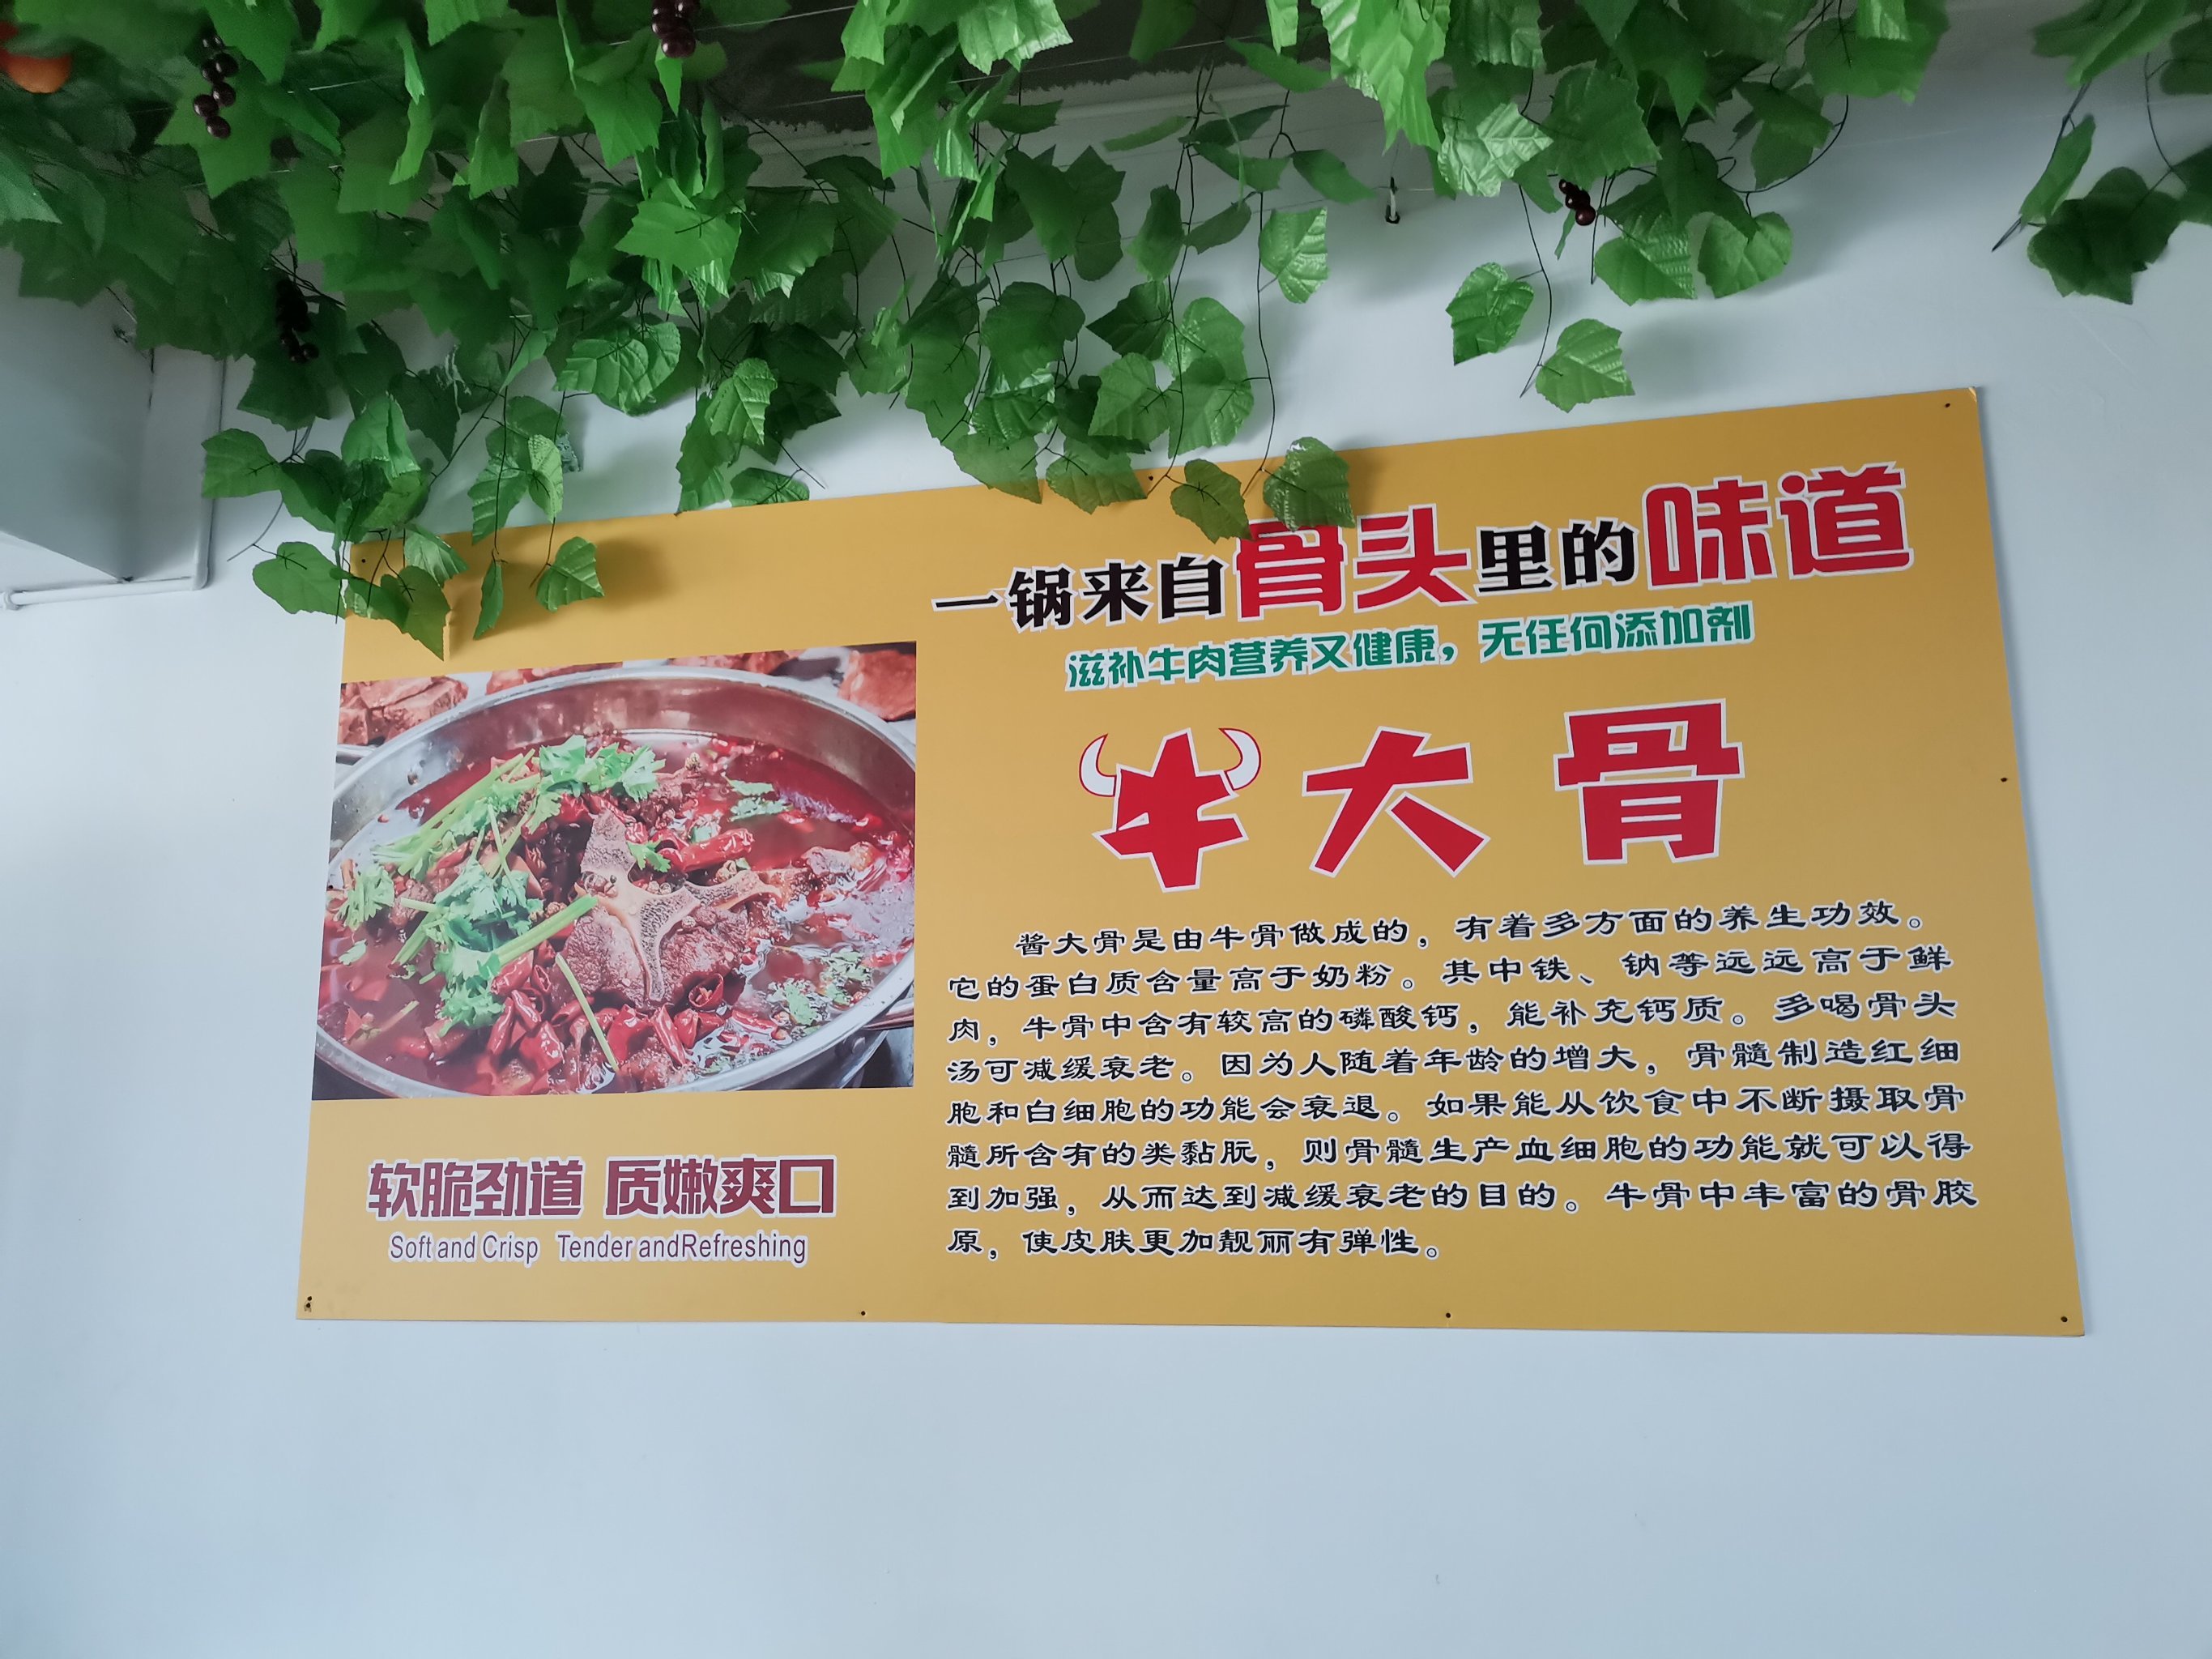 一锅来自骨头里的味道
滋补牛肉营养又健康，无任何添加剂
牛大骨
酱大骨是由牛骨做成的，有着多方面的养生功效。
它的蛋白质含量高于奶粉。其中铁、钠等远远高于鲜
肉，牛骨中含有较高的磷酸钙，能补充钙质。多喝骨头
汤可减缓衰老。因为人随着年龄的增大，骨髓制造红细
胞和白细胞的功能会衰退。如果能从饮食中不断摄取骨
髓所含有的类黏朊，则骨髓生产血细胞的功能就可以得
到加强，从而达到减缓衰老的目的。牛骨中丰富的骨胶
原，使皮肤更加靓丽有弹性。
软脆劲道 质嫩爽口
Soft and Crisp Tender andRefreshing